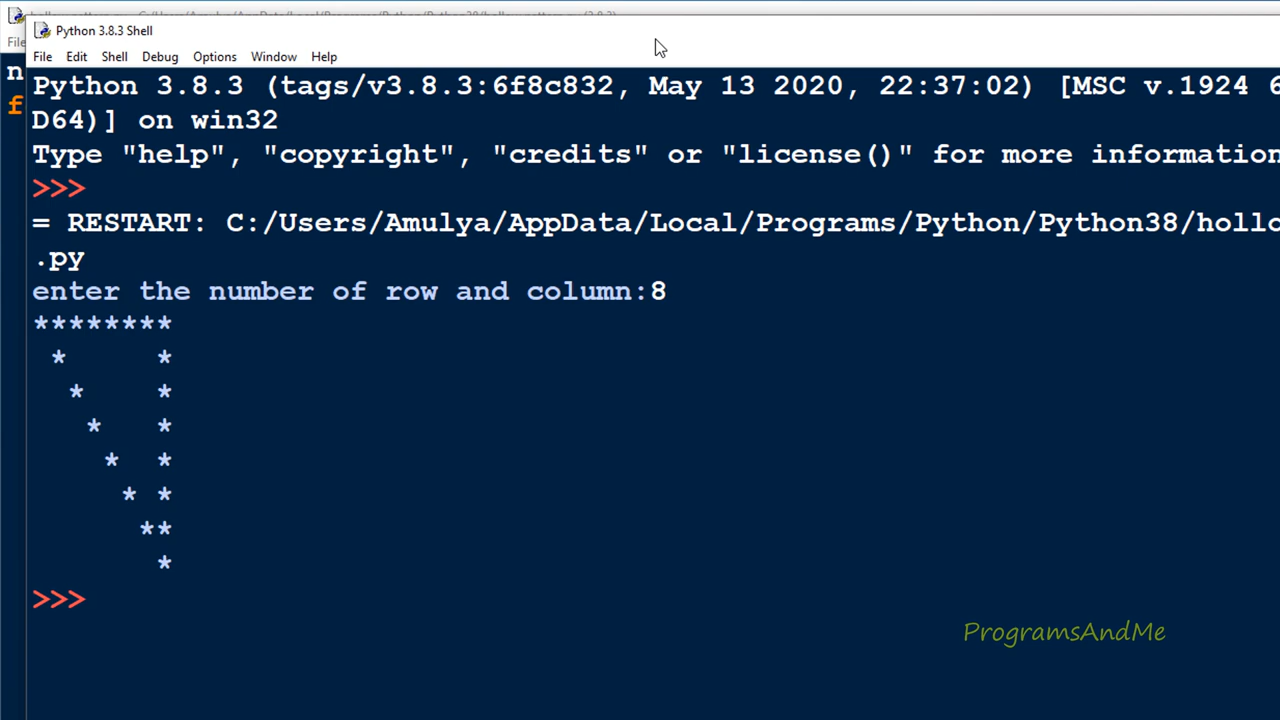 Python 3.8.3 Shell
File Edit Shell Debug Options Window Help
n
f
Python 3.8.3 (tags/v3.8.3:6f8c832, May 13 2020, 22:37:02) [MSC v.1924 6
D64)] on win32
Type "help", "copyright", "credits" or "license()" for more information
>>>
= RESTART: C:/Users/Amulya/AppData/Local/Programs/Python/Python38/hollo
.py
enter the number of row and column:8
********
 *     *
  *    *
   *   *
    *  *
     * *
      **
       *
>>>
ProgramsAndMe